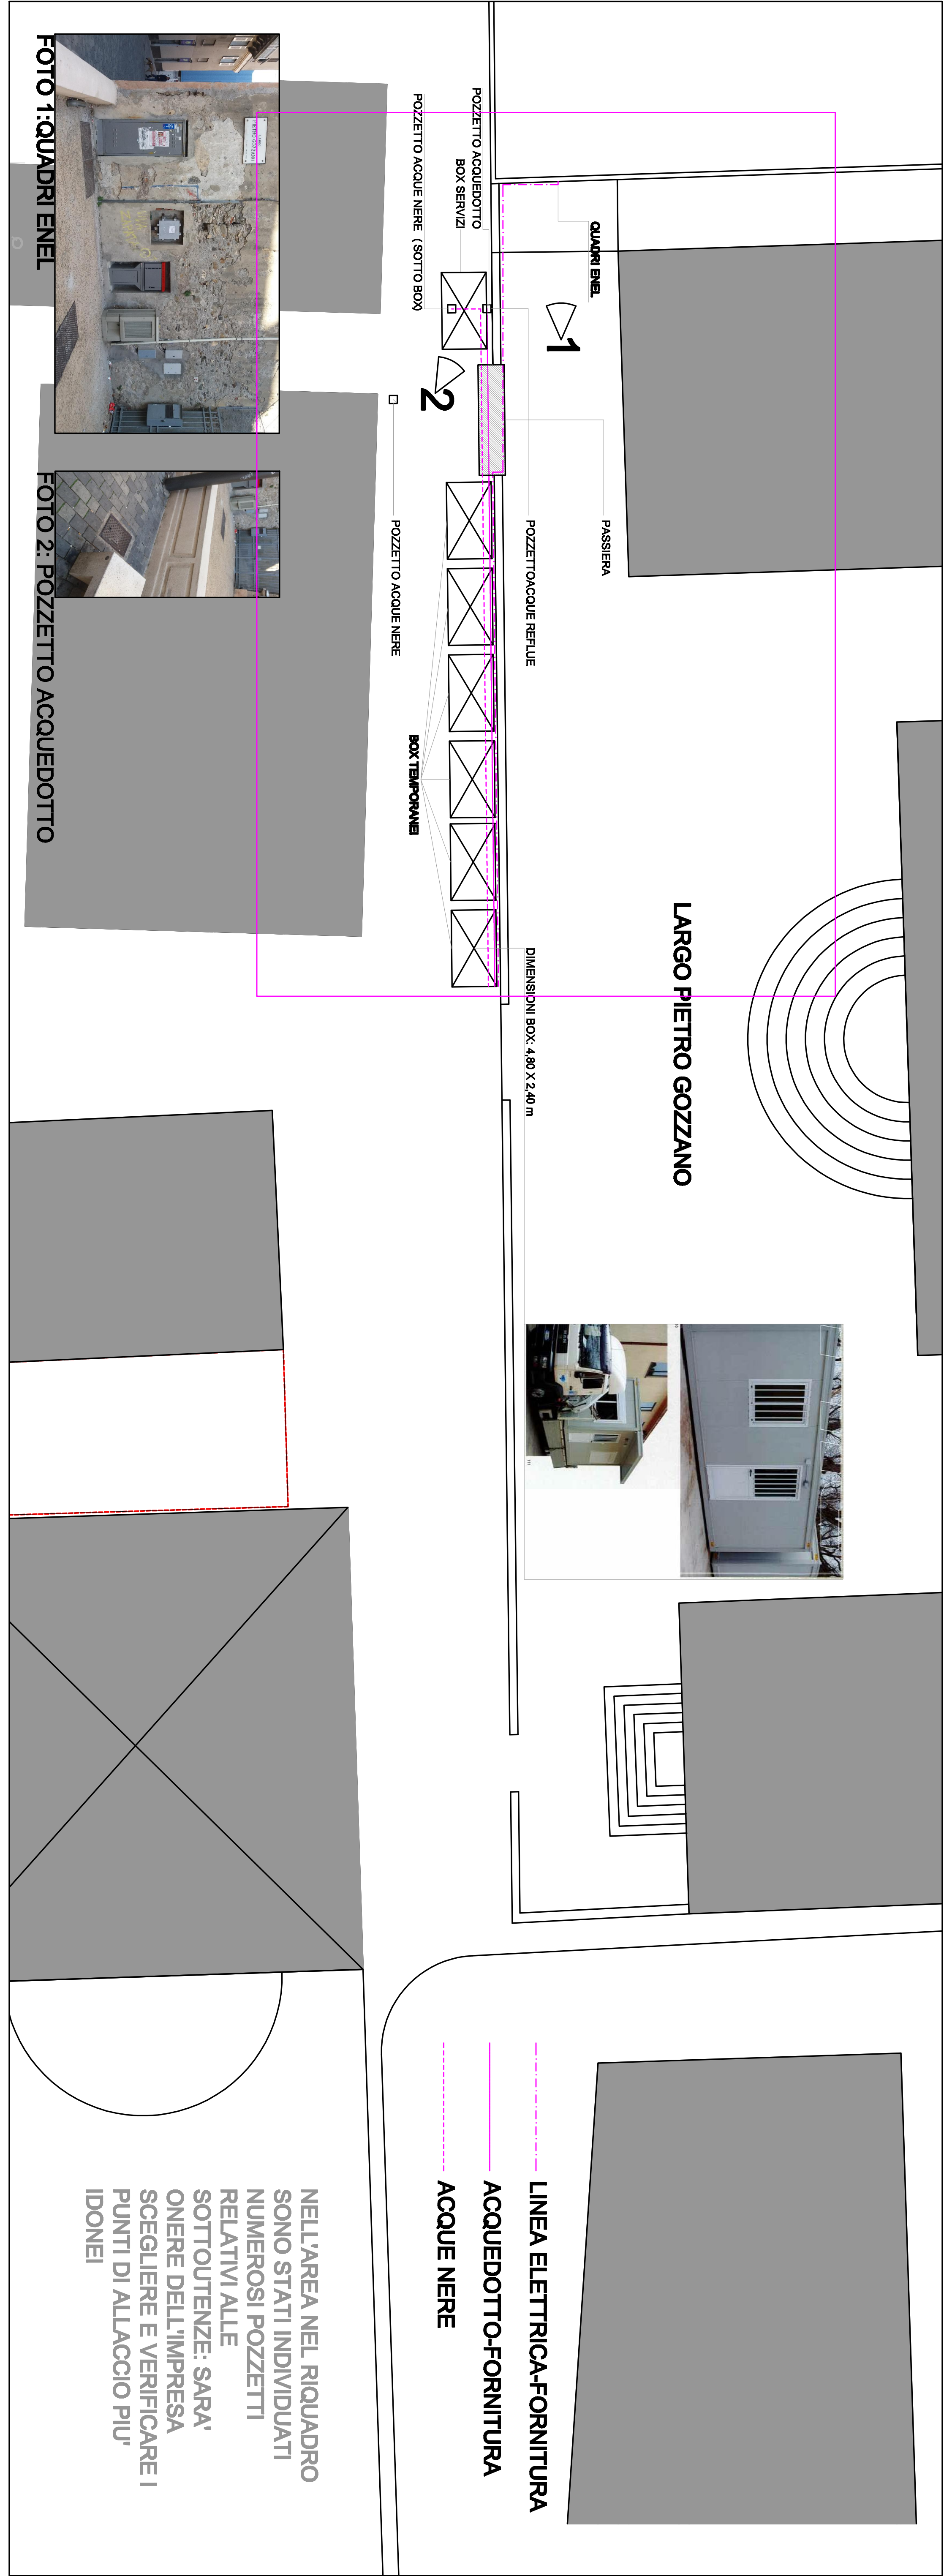 QUADRI ENEL
1
PASSIERA
POZZETTOACQUE REFLUE
POZZETTO ACQUEDOTTO
BOX SERVIZI
POZZETTO ACQUE NERE (SOTTO BOX)
2
POZZETTO ACQUE NERE
BOX TEMPORANEI
LARGO PIETRO GOZZANO
DIMENSIONI BOX: 4,80 X 2,40 m
FOTO 1:QUADRI ENEL
FOTO 2: POZZETTO ACQUEDOTTO
LINEA ELETTRICA-FORNITURA
ACQUEDOTTO-FORNITURA
ACQUE NERE
NELL'AREA NEL RIQUADRO
SONO STATI INDIVIDUATI
NUMEROSI POZZETTI
RELATIVI ALLE
SOTTOUTENZE: SARA'
ONERE DELL'IMPRESA
SCEGLIERE E VERIFICARE I
PUNTI DI ALLACCIO PIU'
IDONEI